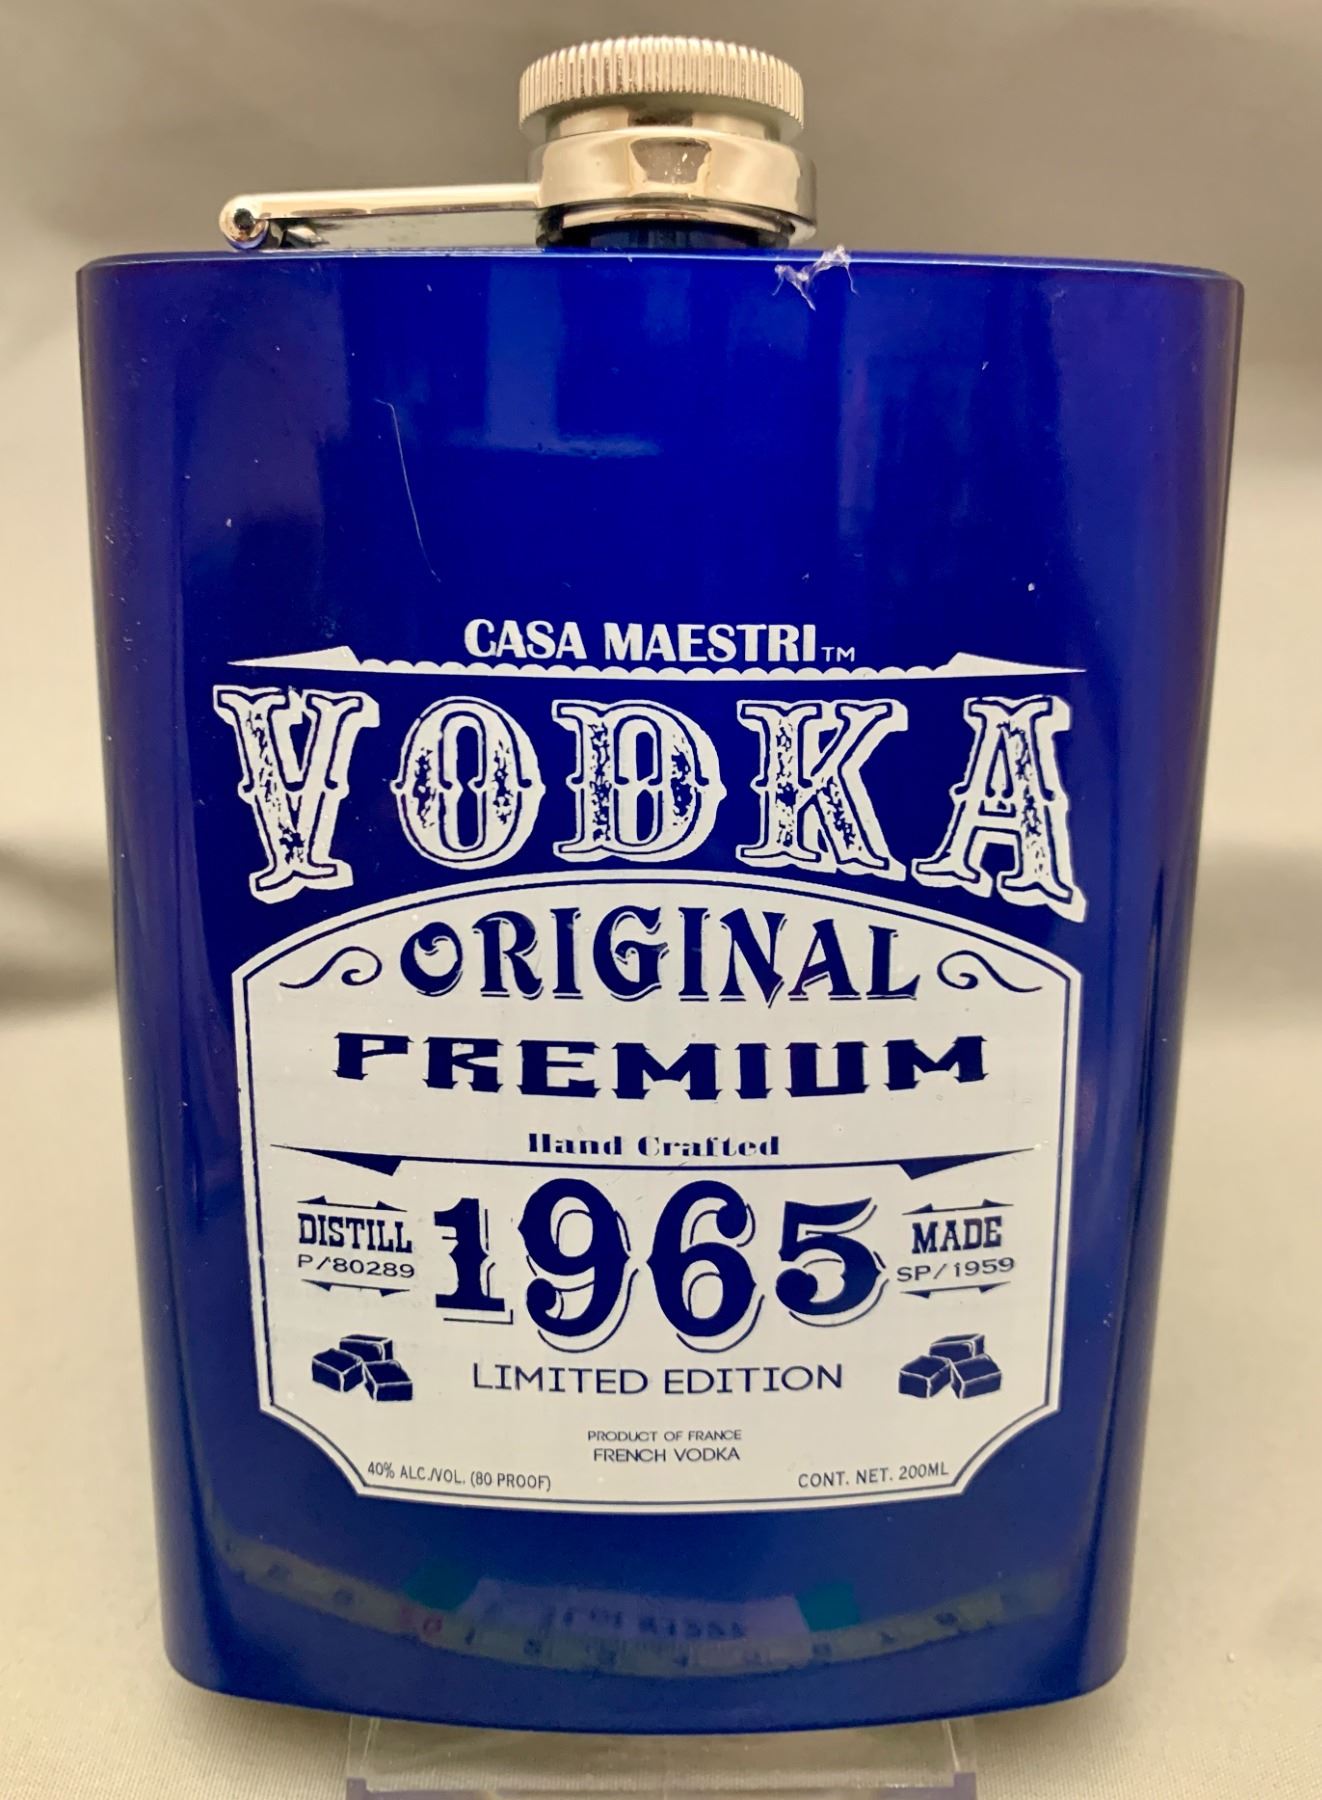 CASA MAESTRI™
VODKA
ORIGINAL
PREMIUM
Hand Crafted
DISTILL
P/80289
1965
MADE
SP/1959
LIMITED EDITION
PRODUCT OF FRANCE
FRENCH VODKA
40% ALC./VOL. (80 PROOF)
CONT. NET. 200ML